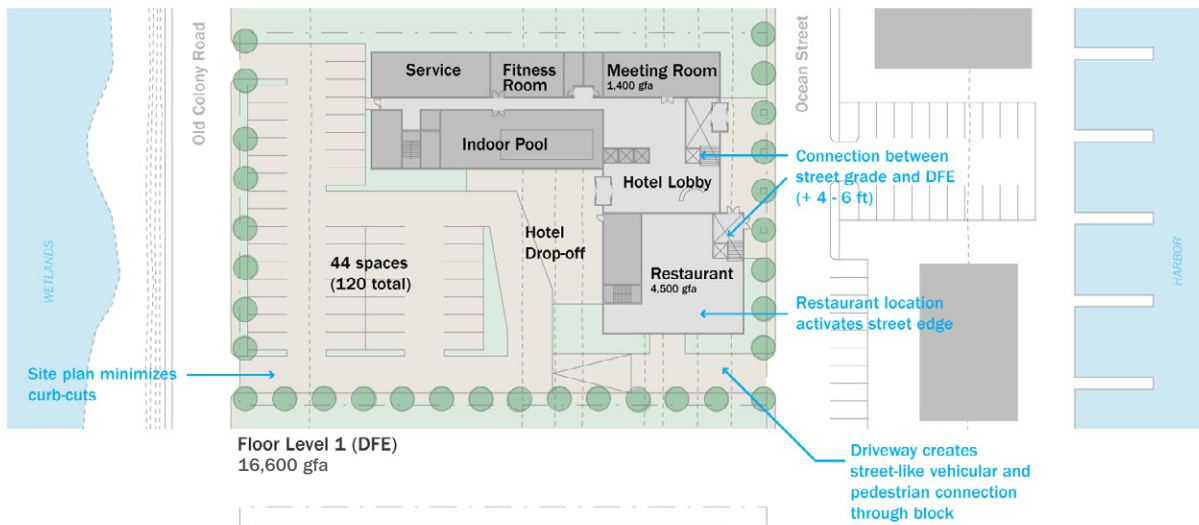 Old Colony Road
Ocean Street
Service
Fitness
Room
Meeting Room
1,400 gfa
Indoor Pool
Connection between
street grade and DFE
(+ 4 - 6 ft)
Hotel Lobby
WETLANDS
HARBOR
Hotel
Drop-off
44 spaces
(120 total)
Restaurant
4,500 gfa
Restaurant location
activates street edge
Site plan minimizes
curb-cuts
Floor Level 1 (DFE)
16,600 gfa
Driveway creates
street-like vehicular and
pedestrian connection
through block